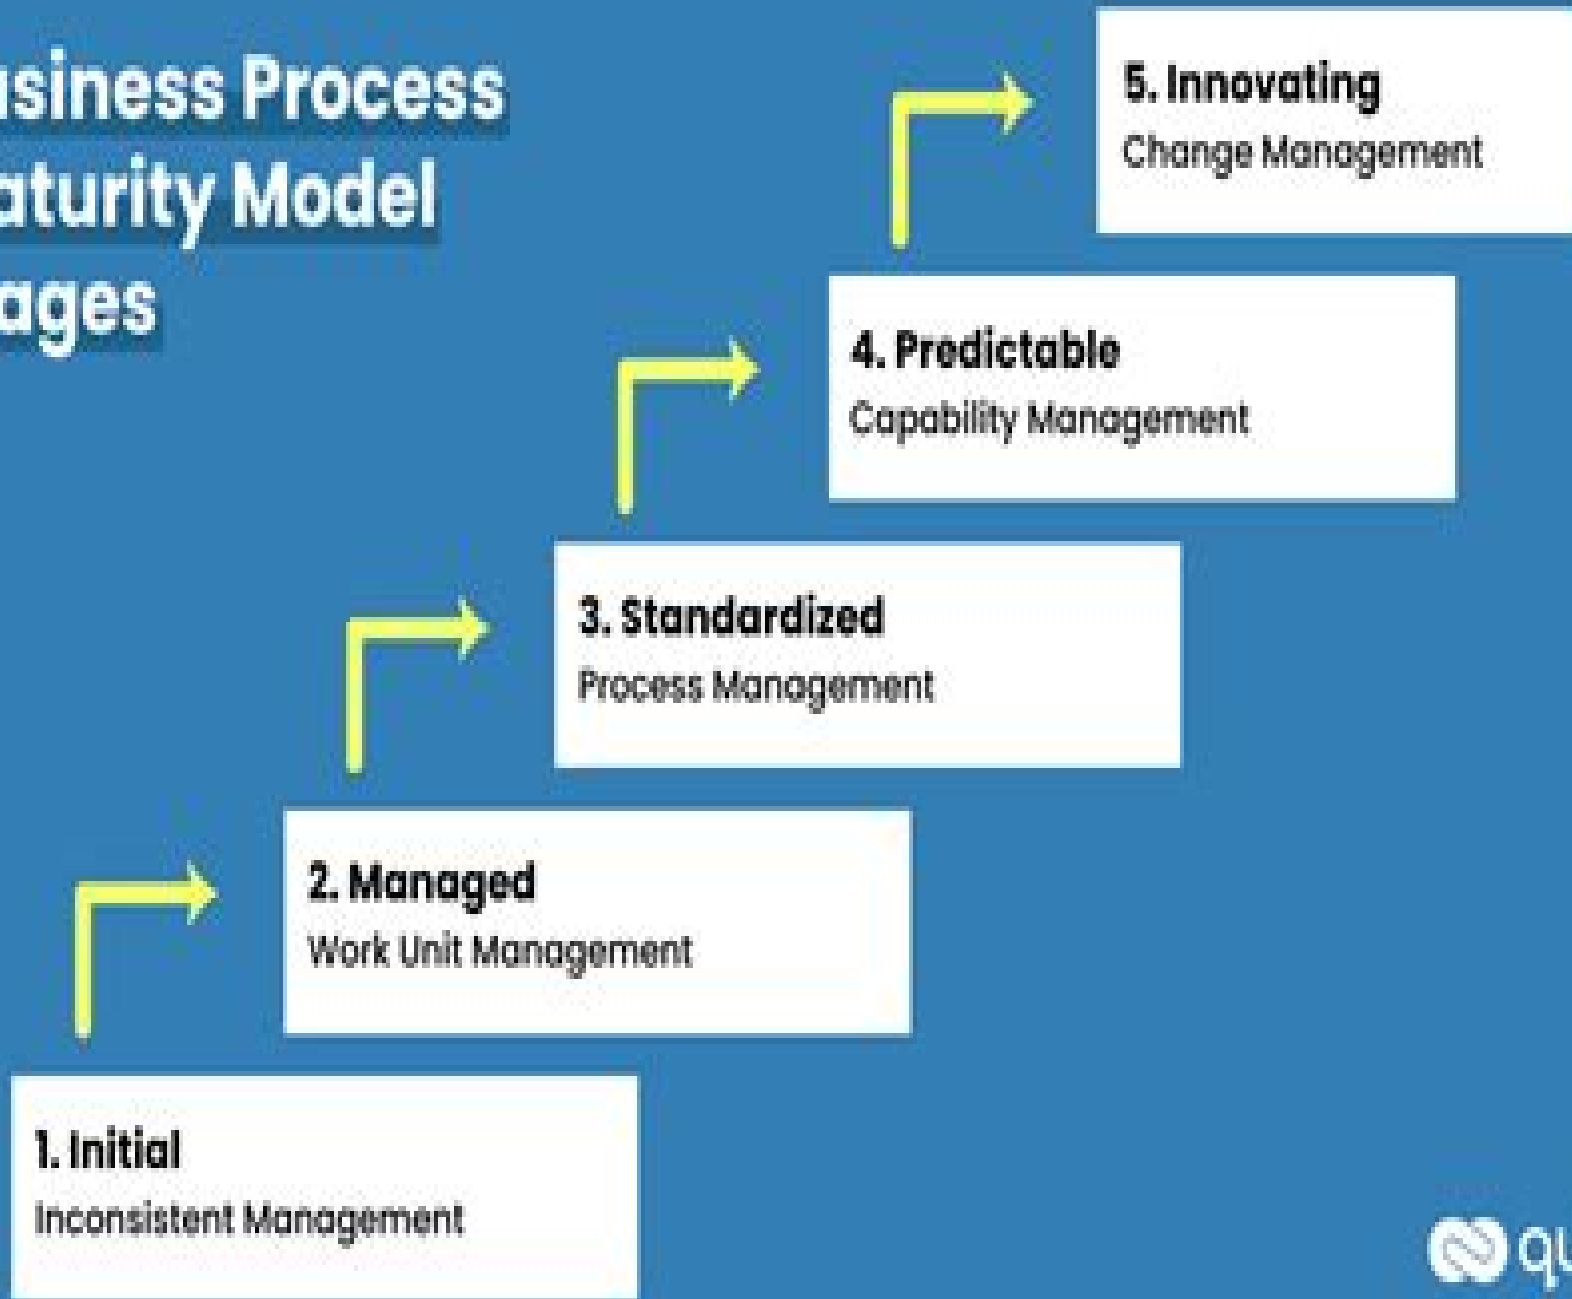 usiness Process
aturity Model
ages
5. Innovating
Change Management
4. Predictable
Capability Management
3. Standardized
Process Management
2. Managed
Work Unit Management
1. Initial
Inconsistent Management
qu